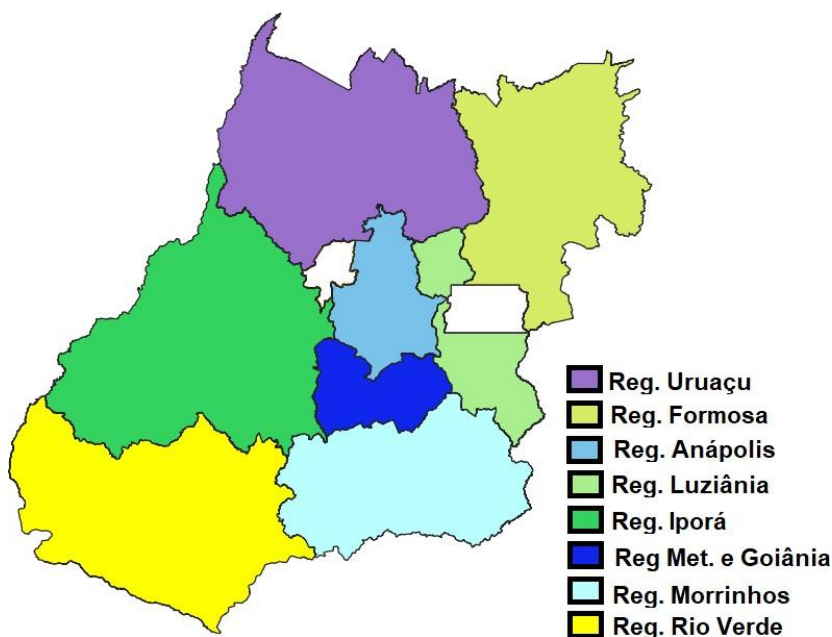 Reg. Uruaçu
Reg. Formosa
Reg. Anápolis
Reg. Luziânia
Reg. Iporá
Reg Met. e Goiânia
Reg. Morrinhos
Reg. Rio Verde